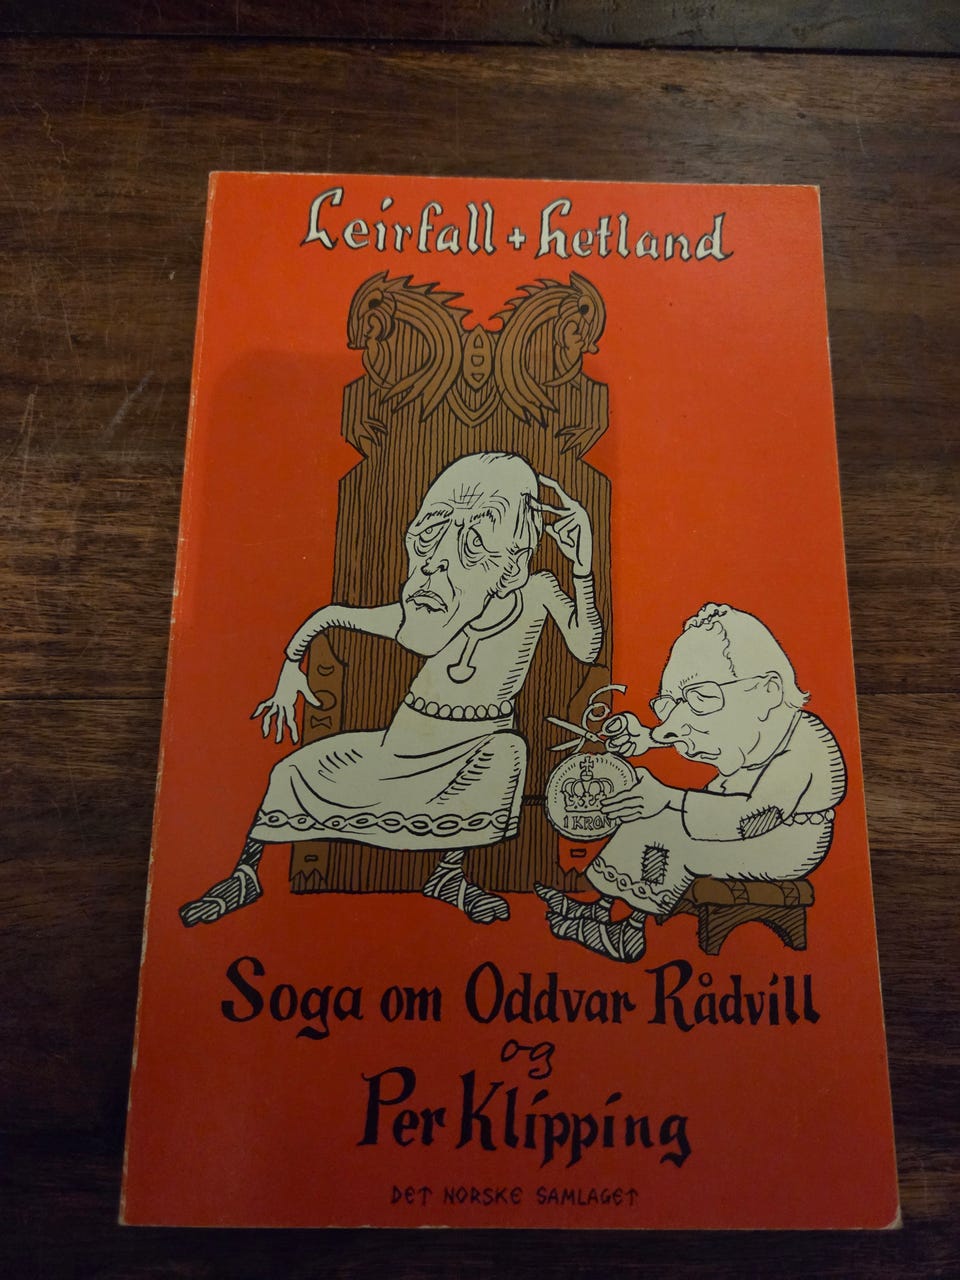 Leirfall + Hetland
1 KRON
Soga om Oddvar Rådvill
og
Per Klipping
DET NORSKE SAMLAGET